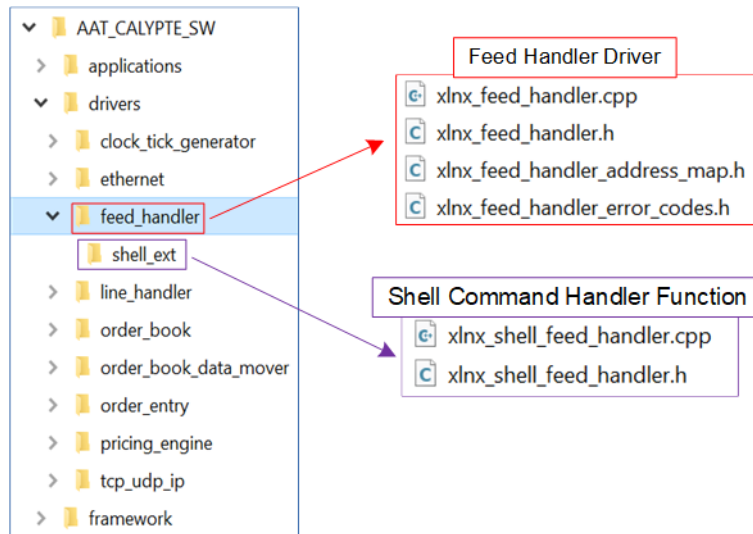 AAT_CALYPTE_SW
applications
drivers
clock_tick_generator
ethernet
feed_handler
shell_ext
line_handler
order_book
order_book_data_mover
order_entry
pricing_engine
tcp_udp_ip
framework
Feed Handler Driver
xlnx_feed_handler.cpp
xlnx_feed_handler.h
xlnx_feed_handler_address_map.h
xlnx_feed_handler_error_codes.h
Shell Command Handler Function
xlnx_shell_feed_handler.cpp
xlnx_shell_feed_handler.h